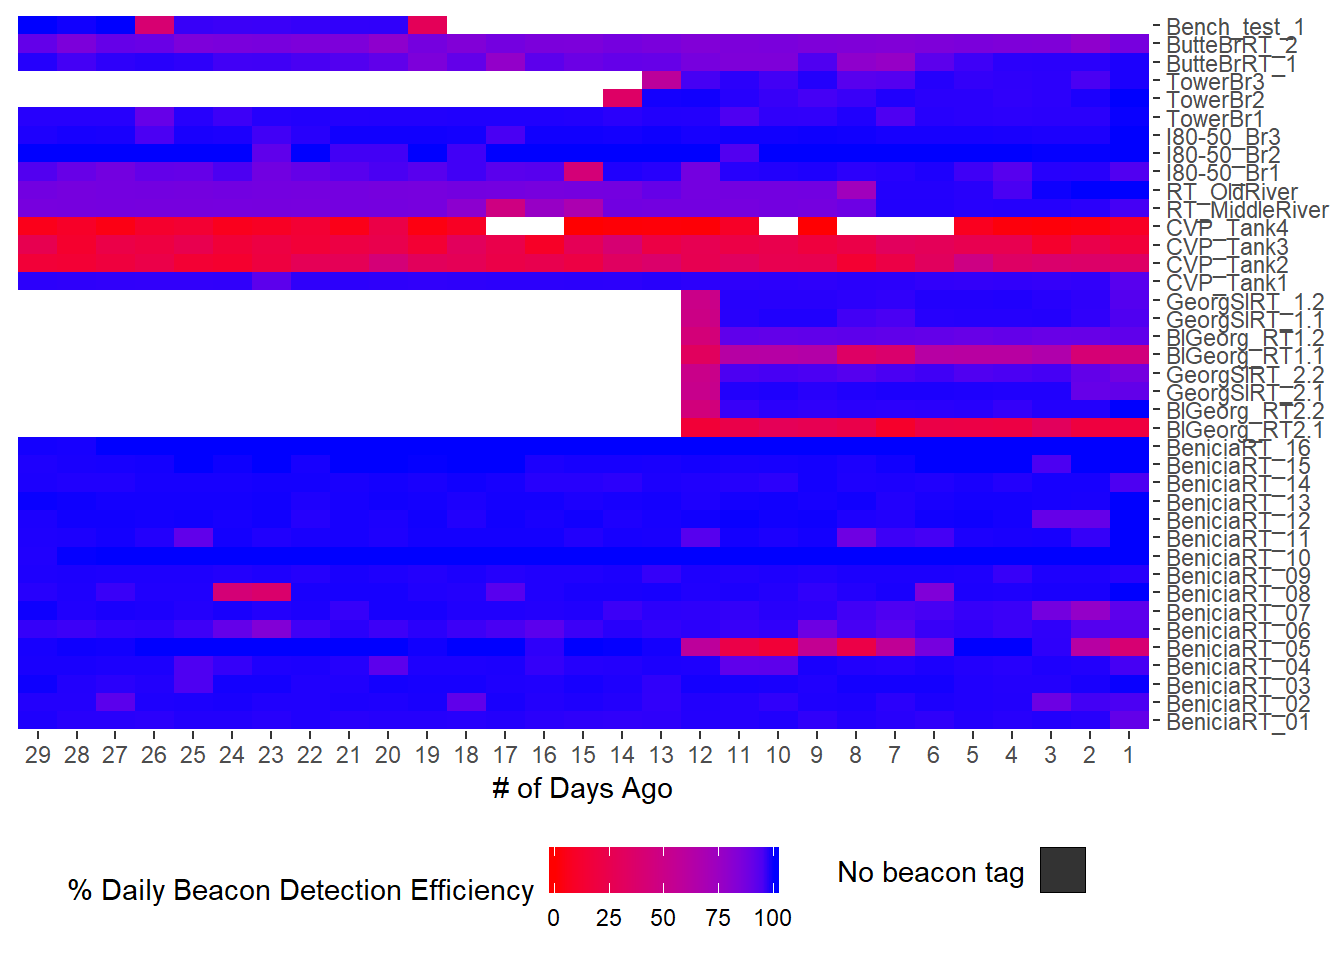 Bench_test_1
ButteBrRT_2
ButteBrRT_1
TowerBr3
TowerBr2
TowerBr1
I80-50_Br3
I80-50_Br2
I80-50_Br1
RT_OldRiver
RT_MiddleRiver
CVP_Tank4
CVP_Tank3
CVP_Tank2
CVP_Tank1
GeorgSlRT_1.2
GeorgSlRT_1.1
BlGeorg_RT1.2
BlGeorg_RT1.1
GeorgSlRT_2.2
GeorgSlRT_2.1
BlGeorg_RT2.2
BlGeorg_RT2.1
BeniciaRT_16
BeniciaRT_15
BeniciaRT_14
BeniciaRT_13
BeniciaRT_12
BeniciaRT_11
BeniciaRT_10
BeniciaRT_09
BeniciaRT_08
BeniciaRT_07
BeniciaRT_06
BeniciaRT_05
BeniciaRT_04
BeniciaRT_03
BeniciaRT_02
BeniciaRT_01
29 28 27 26 25 24 23 22 21 20 19 18 17 16 15 14 13 12 11 10 9 8 7 6 5 4 3 2 1
# of Days Ago
% Daily Beacon Detection Efficiency
0 25 50 75 100
No beacon tag